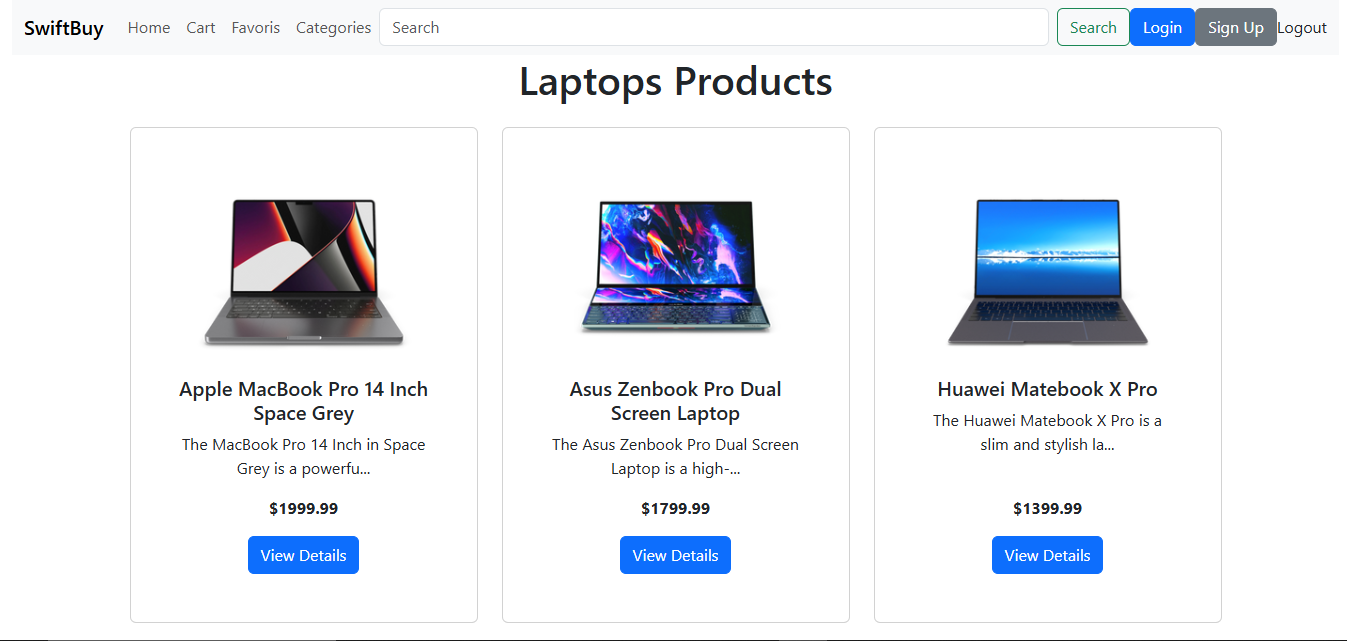 SwiftBuy Home Cart Favoris Categories Search Search Login Sign Up Logout
Laptops Products
Apple MacBook Pro 14 Inch
Space Grey
The MacBook Pro 14 Inch in Space
Grey is a powerfu...
$1999.99
View Details
Asus Zenbook Pro Dual
Screen Laptop
The Asus Zenbook Pro Dual Screen
Laptop is a high-...
$1799.99
View Details
Huawei Matebook X Pro
The Huawei Matebook X Pro is a
slim and stylish la...
$1399.99
View Details